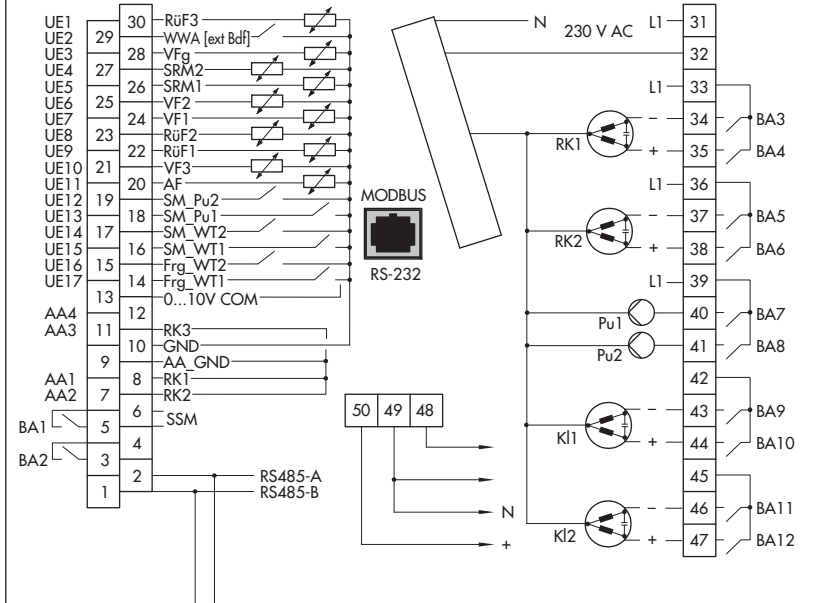 UE1 30 RüF3
UE2 29 WWA [ext Bdf]
UE3 28 VFg
UE4 27 SRM2
UE5 26 SRM1
UE6 25 VF2
UE7 24 VF1
UE8 23 RüF2
UE9 22 RüF1
UE10 21 VF3
UE11 20 AF
UE12 19 SM_Pu2
UE13 18 SM_Pu1
UE14 17 SM_WT2
UE15 16 SM_WT1
UE16 15 Frg_WT2
UE17 14 Frg_WT1
13 0...10V COM
AA4 12
AA3 11 RK3
10 GND
9 AA_GND
AA1 8 RK1
AA2 7 RK2
6 SSM
BA1 5
4
BA2 3
2 RS485-A
1 RS485-B
MODBUS
RS-232
50 49 48
N
+
N 230 V AC L1 31
32
L1 33
RK1 − 34 BA3
+ 35 BA4
L1 36
RK2 − 37 BA5
+ 38 BA6
L1 39
Pu1 40 BA7
Pu2 41 BA8
42
Kl1 − 43 BA9
+ 44 BA10
45
Kl2 − 46 BA11
+ 47 BA12